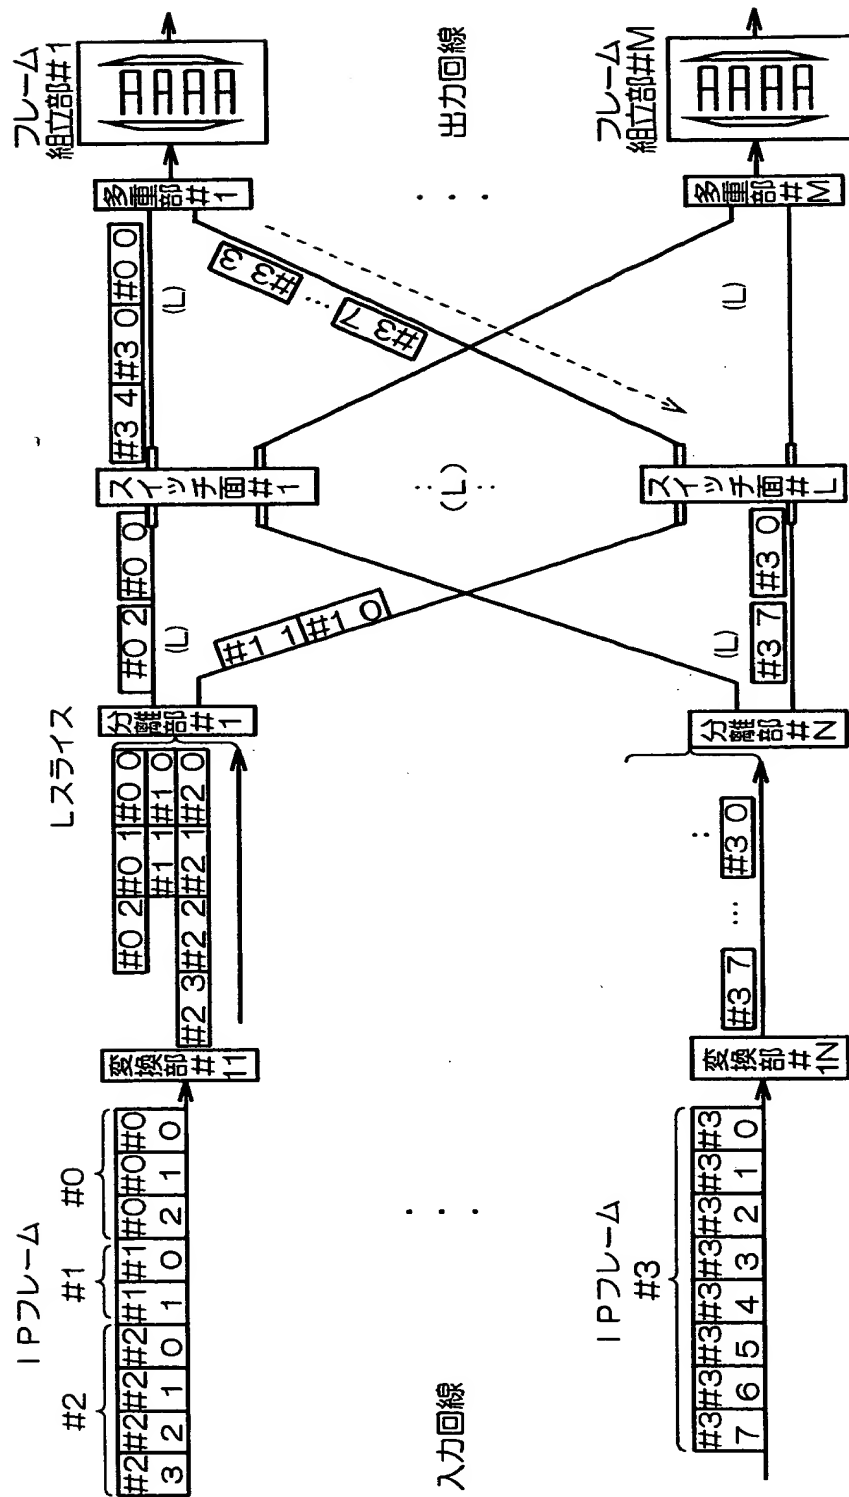 IPフレーム
#2
#1
#0
#2 #2 #2 #2 #1 #1 #0 #0 #0
3 2 1 0 1 0 2 1 0
変換部#11
Lスライス
#0 2 #0 1 #0 0
#1 1 #1 0
#2 3 #2 2 #2 1 #2 0
分離部#1
#0 2 #0 0
(L)
#1 1 #1 0
スイッチ面#1
#3 4 #3 0 #0 0
(L)
#3 7 … #3 3
多重部#1
フレーム
組立部#1
入力回線
・・・
(L)
・・・
出力回線
IPフレーム
#3
#3 #3 #3 #3 #3 #3 #3 #3
7 6 5 4 3 2 1 0
変換部#1N
#3 7 … #3 0
分離部#N
(L)
#3 7 #3 0
スイッチ面#L
(L)
多重部#M
フレーム
組立部#M